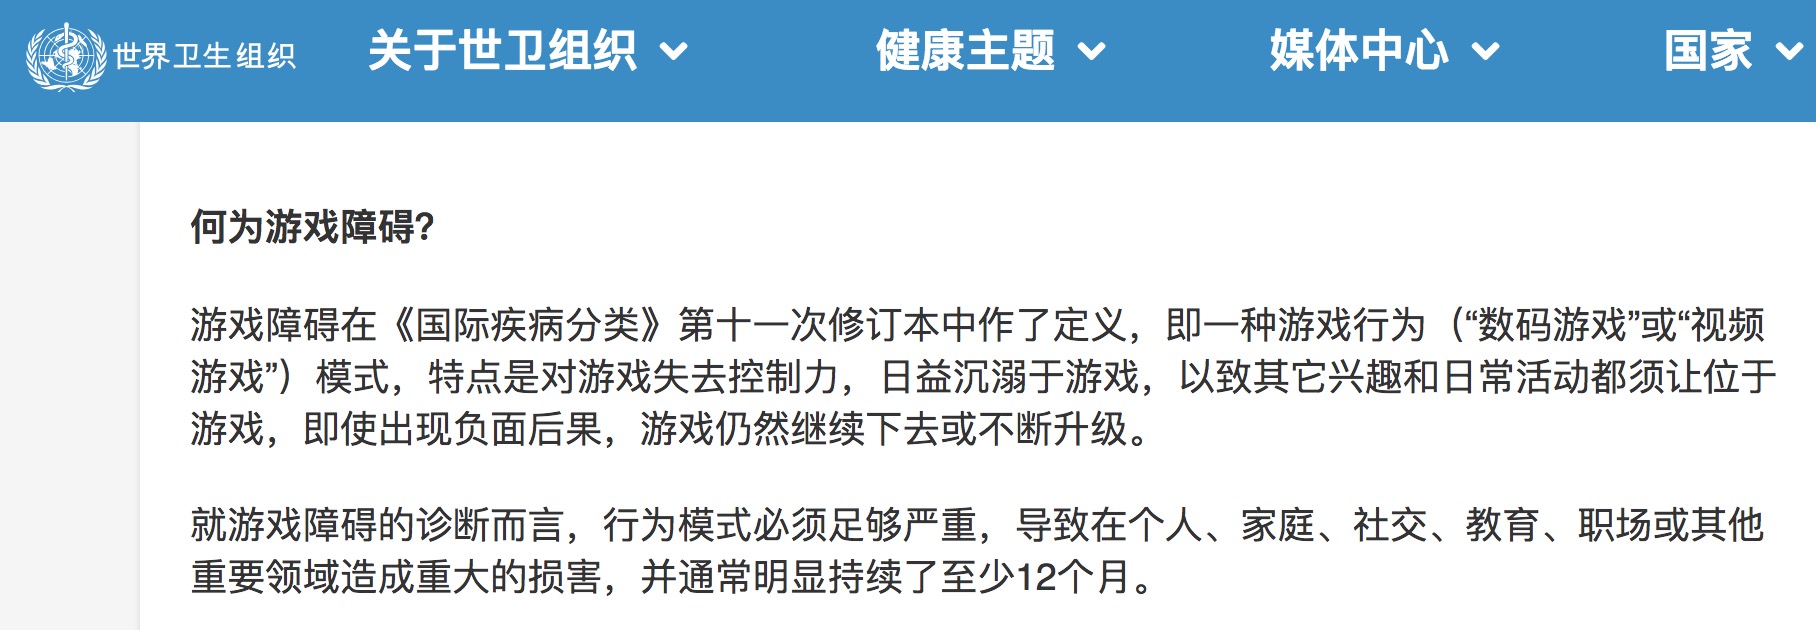 世界卫生组织 关于世卫组织 健康主题 媒体中心 国家
何为游戏障碍?
游戏障碍在《国际疾病分类》第十一次修订本中作了定义，即一种游戏行为（“数码游戏”或“视频
游戏”）模式，特点是对游戏失去控制力，日益沉溺于游戏，以致其它兴趣和日常活动都须让位于
游戏，即使出现负面后果，游戏仍然继续下去或不断升级。
就游戏障碍的诊断而言，行为模式必须足够严重，导致在个人、家庭、社交、教育、职场或其他
重要领域造成重大的损害，并通常明显持续了至少12个月。